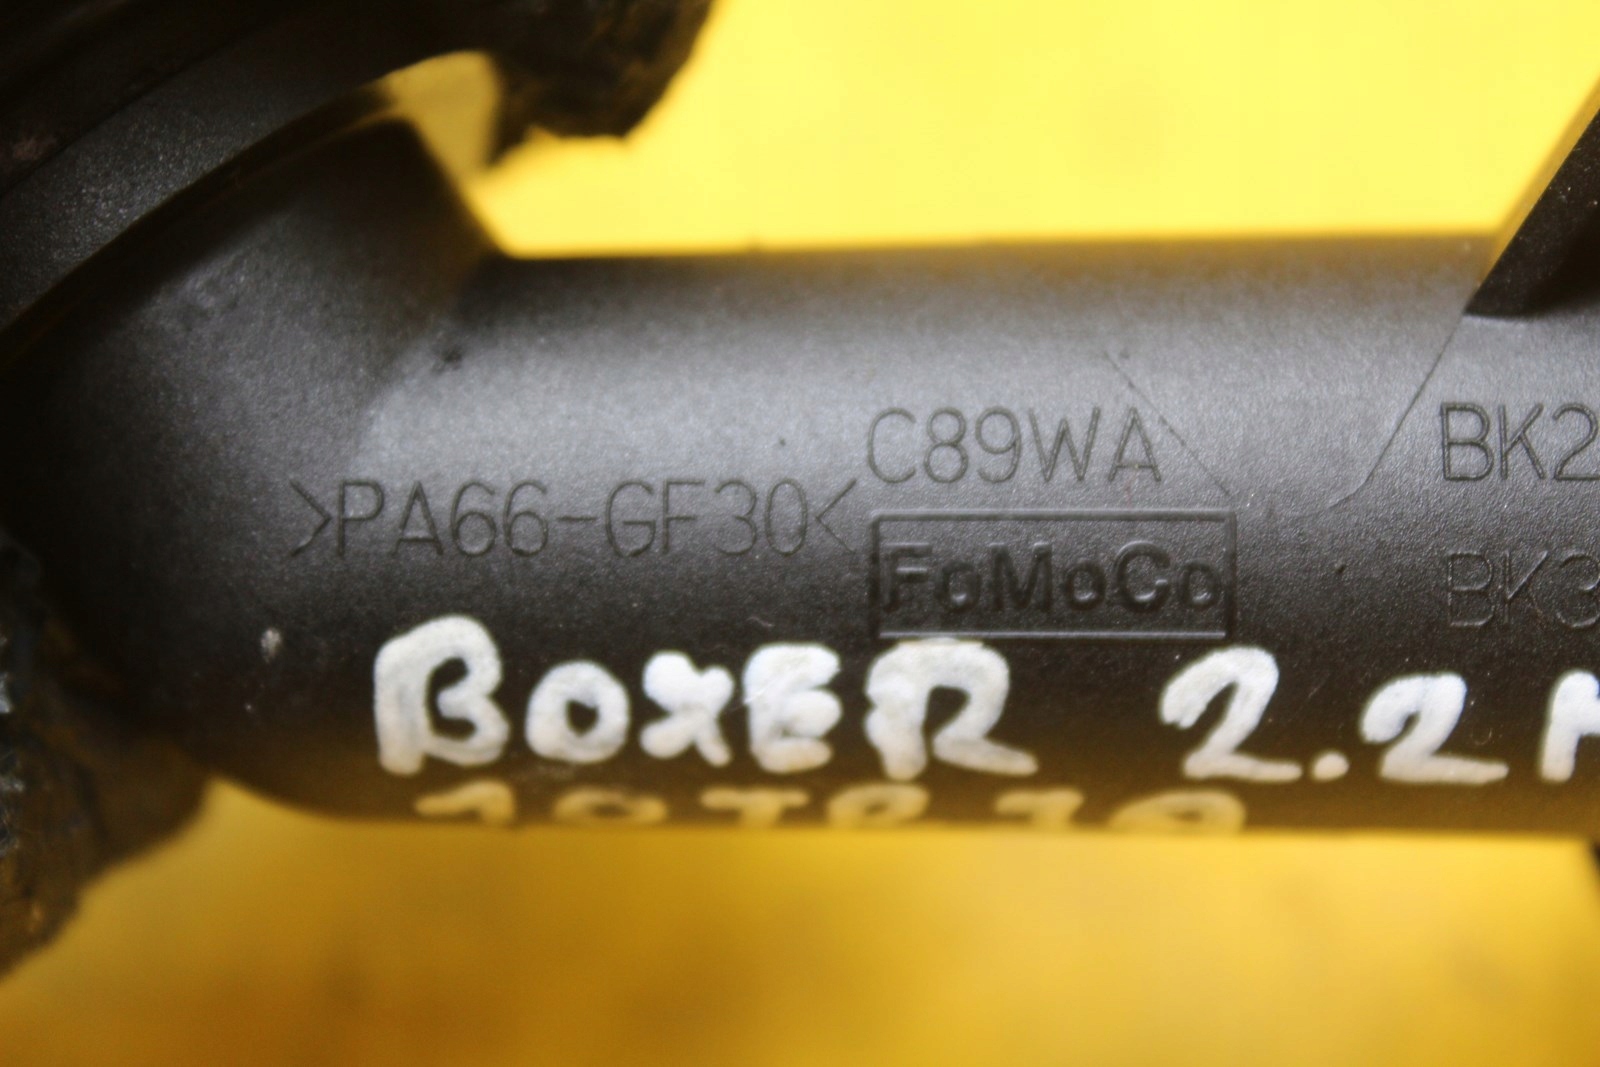 C89WA BK2
>PA66-GF30<
FoMoCo BK3
BOXER 2.2